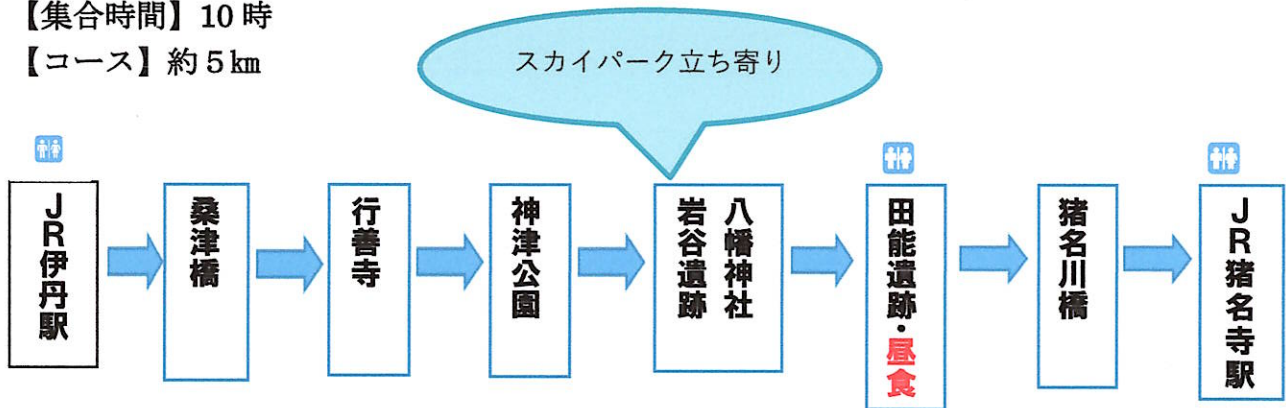 【集合時間】10時
【コース】約5㎞
スカイパーク立ち寄り
JR伊丹駅
桑津橋
行善寺
神津公園
八幡神社
岩谷遺跡
田能遺跡・昼食
猪名川橋
JR猪名寺駅